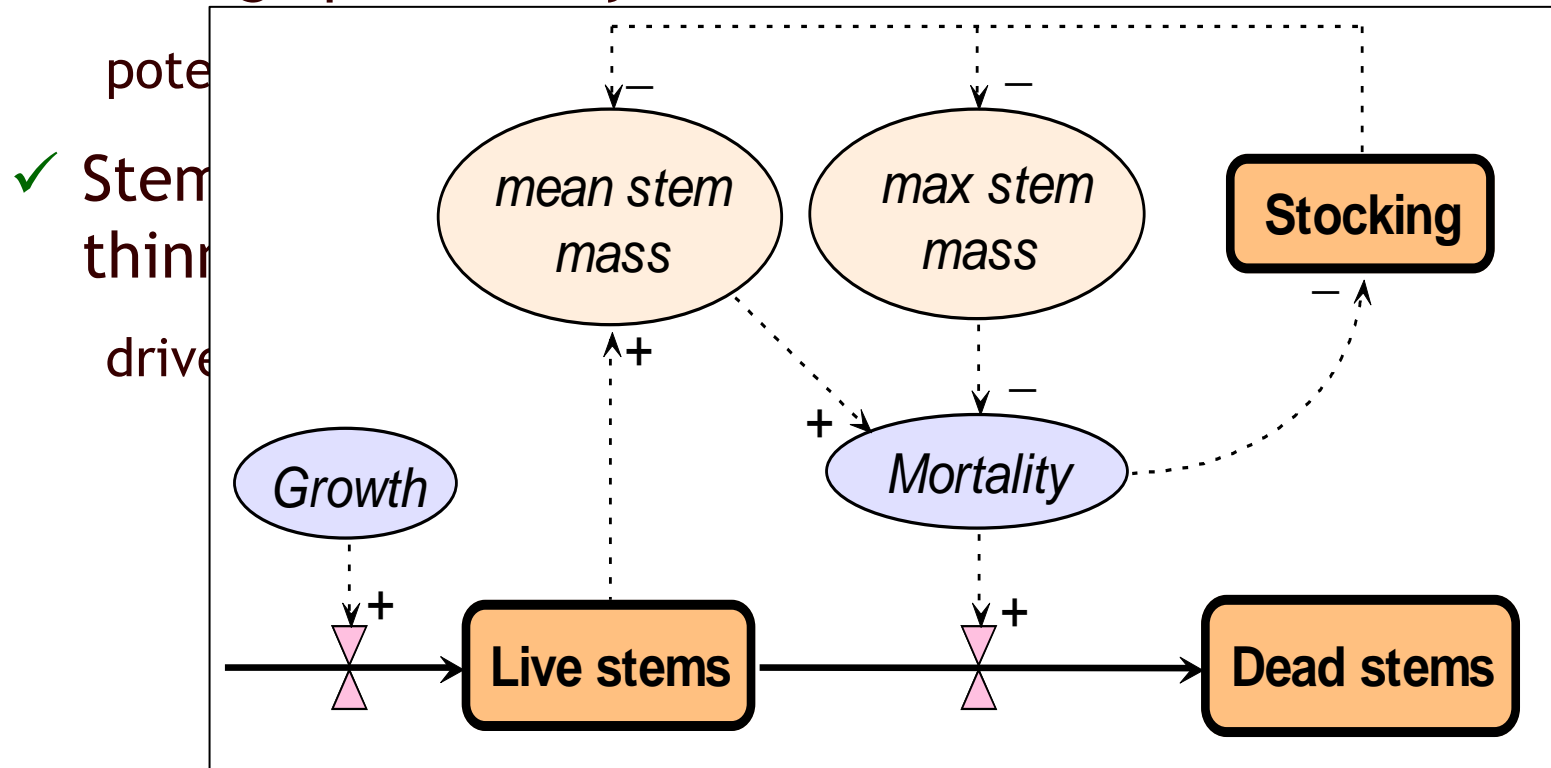 pote
✓ Stem
thinn
drive
mean stem
mass
max stem
mass
Stocking
Growth
Mortality
Live stems
Dead stems
–
–
–
+
–
+
+
+